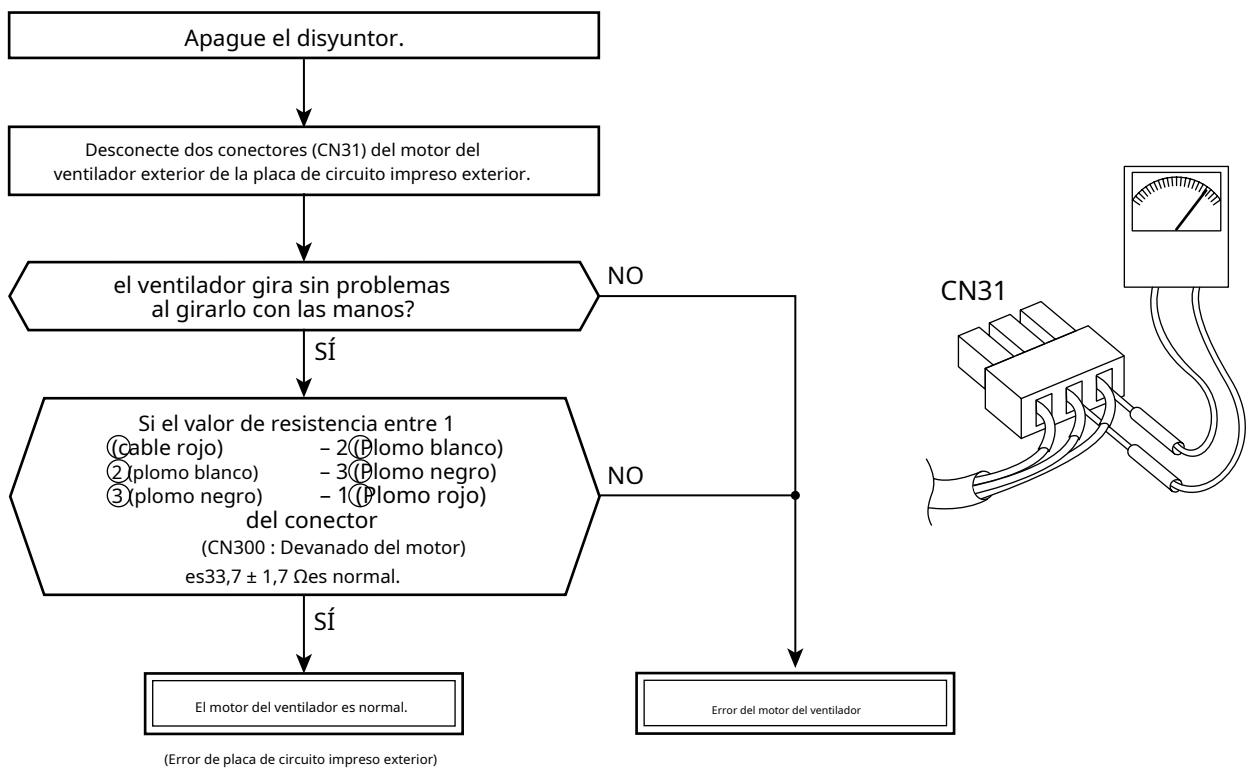 Apague el disyuntor.
Desconecte dos conectores (CN31) del motor del
ventilador exterior de la placa de circuito impreso exterior.
el ventilador gira sin problemas
al girarlo con las manos?
NO
SÍ
Si el valor de resistencia entre 1
(cable rojo) – 2 (Plomo blanco)
2 (plomo blanco) – 3 (Plomo negro)
3 (plomo negro) – 1 (Plomo rojo)
del conector
(CN300 : Devanado del motor)
es33,7 ± 1,7 Ωes normal.
NO
SÍ
El motor del ventilador es normal.
(Error de placa de circuito impreso exterior)
Error del motor del ventilador
CN31